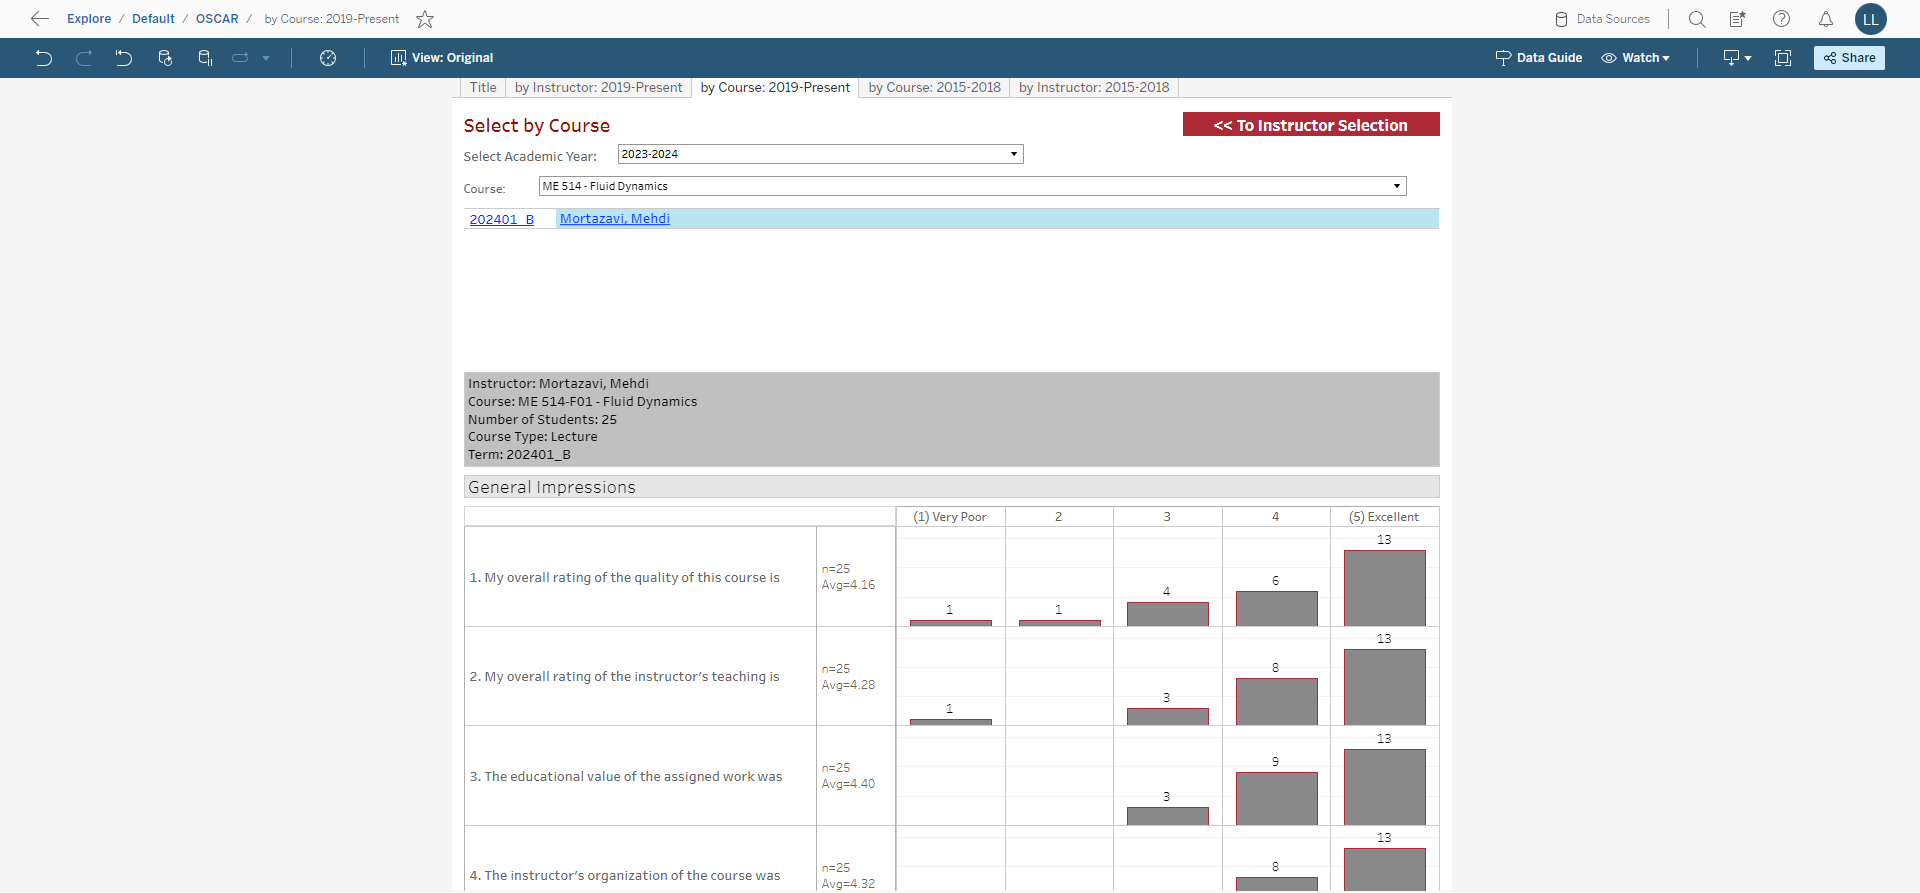 Explore / Default / OSCAR / by Course: 2019-Present
Data Sources
LL
View: Original
Data Guide
Watch
Share
Title
by Instructor: 2019-Present
by Course: 2019-Present
by Course: 2015-2018
by Instructor: 2015-2018
Select by Course
<< To Instructor Selection
Select Academic Year:
2023-2024
Course:
ME 514 - Fluid Dynamics
202401_B
Mortazavi, Mehdi
Instructor: Mortazavi, Mehdi
Course: ME 514-F01 - Fluid Dynamics
Number of Students: 25
Course Type: Lecture
Term: 202401_B
General Impressions
(1) Very Poor
2
3
4
(5) Excellent
1. My overall rating of the quality of this course is
n=25
Avg=4.16
1
1
4
6
13
2. My overall rating of the instructor's teaching is
n=25
Avg=4.28
1
3
8
13
3. The educational value of the assigned work was
n=25
Avg=4.40
3
9
13
4. The instructor's organization of the course was
n=25
Avg=4.32
8
13